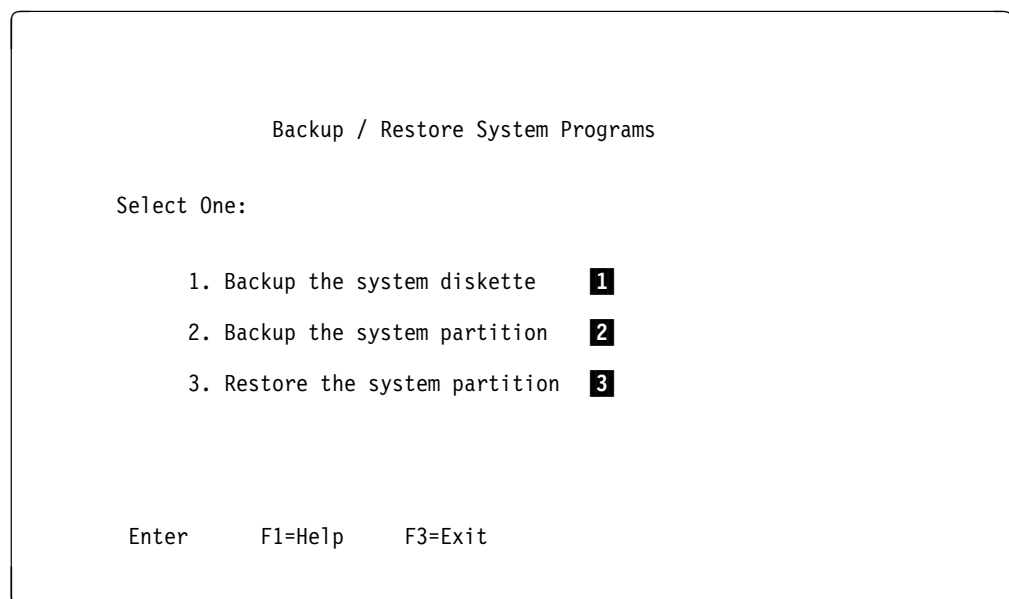 Backup / Restore System Programs
Select One:
1. Backup the system diskette 1
2. Backup the system partition 2
3. Restore the system partition 3
Enter F1=Help F3=Exit